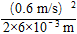 (0.6 m/s) ²
2×6×10⁻³ m